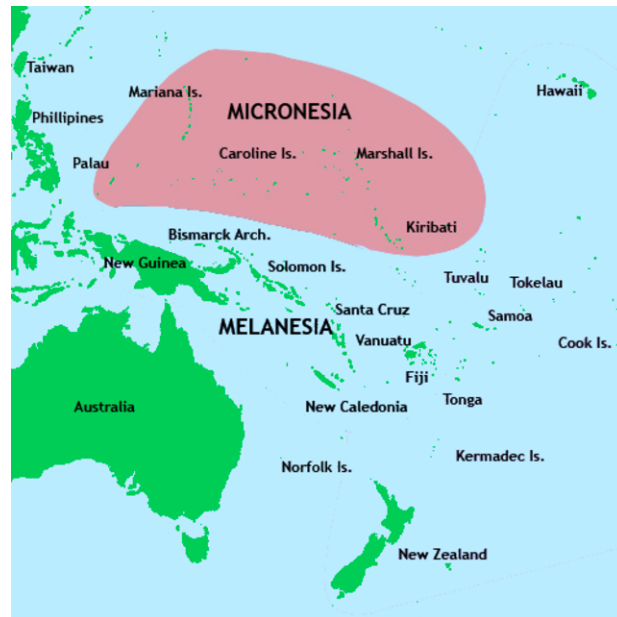 Taiwan
Hawaii
Mariana Is.
MICRONESIA
Phillipines
Caroline Is.
Marshall Is.
Palau
Kiribati
Bismarck Arch.
New Guinea
Solomon Is.
Tuvalu
Tokelau
Santa Cruz
Samoa
MELANESIA
Vanuatu
Cook Is.
Fiji
Australia
New Caledonia
Tonga
Kermadec Is.
Norfolk Is.
New Zealand